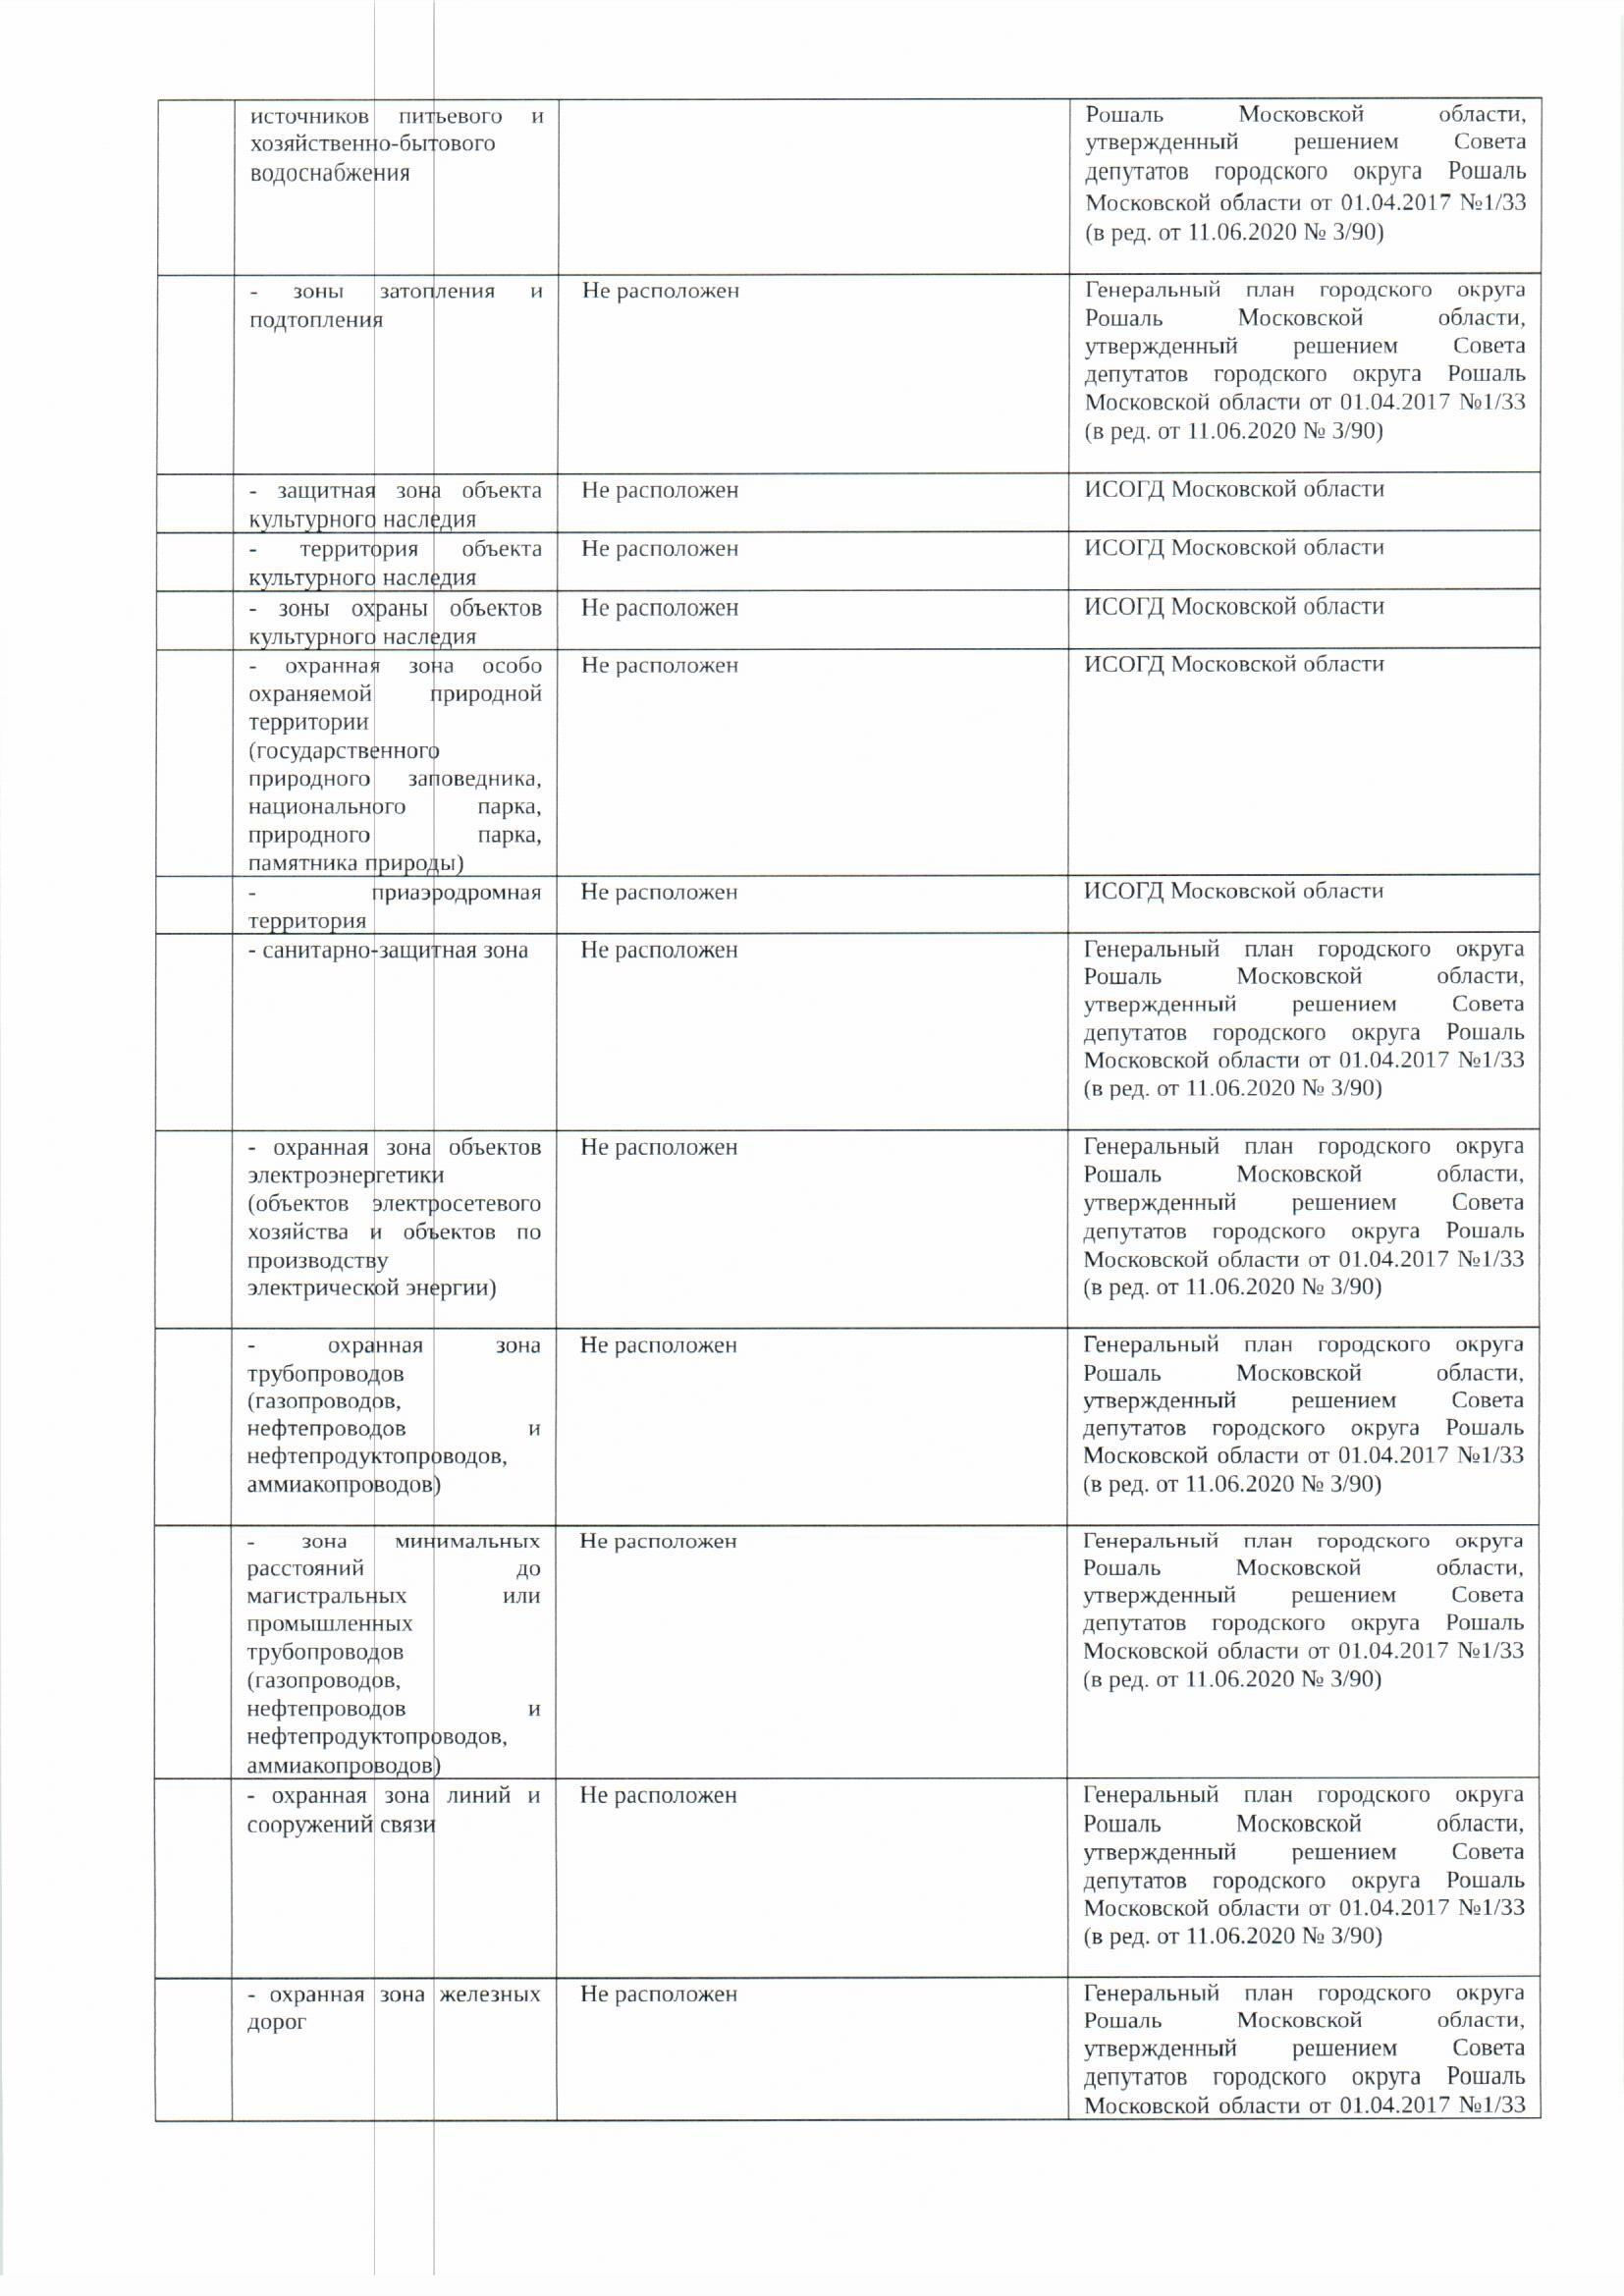 источников питьевого и
хозяйственно-бытового
водоснабжения
Рошаль Московской области,
утвержденный решением Совета
депутатов городского округа Рошаль
Московской области от 01.04.2017 №1/33
(в ред. от 11.06.2020 № 3/90)
- зоны затопления и
подтопления
Не расположен
Генеральный план городского округа
Рошаль Московской области,
утвержденный решением Совета
депутатов городского округа Рошаль
Московской области от 01.04.2017 №1/33
(в ред. от 11.06.2020 № 3/90)
- защитная зона объекта
культурного наследия
Не расположен
ИСОГД Московской области
- территория объекта
культурного наследия
Не расположен
ИСОГД Московской области
- зоны охраны объектов
культурного наследия
Не расположен
ИСОГД Московской области
- охранная зона особо
охраняемой природной
территории
(государственного
природного заповедника,
национального парка,
природного парка,
памятника природы)
Не расположен
ИСОГД Московской области
- приаэродромная
территория
Не расположен
ИСОГД Московской области
- санитарно-защитная зона
Не расположен
Генеральный план городского округа
Рошаль Московской области,
утвержденный решением Совета
депутатов городского округа Рошаль
Московской области от 01.04.2017 №1/33
(в ред. от 11.06.2020 № 3/90)
- охранная зона объектов
электроэнергетики
(объектов электросетевого
хозяйства и объектов по
производству
электрической энергии)
Не расположен
Генеральный план городского округа
Рошаль Московской области,
утвержденный решением Совета
депутатов городского округа Рошаль
Московской области от 01.04.2017 №1/33
(в ред. от 11.06.2020 № 3/90)
- охранная зона
трубопроводов
(газопроводов,
нефтепроводов и
нефтепродуктопроводов,
аммиакопроводов)
Не расположен
Генеральный план городского округа
Рошаль Московской области,
утвержденный решением Совета
депутатов городского округа Рошаль
Московской области от 01.04.2017 №1/33
(в ред. от 11.06.2020 № 3/90)
- зона минимальных
расстояний до
магистральных или
промышленных
трубопроводов
(газопроводов,
нефтепроводов и
нефтепродуктопроводов,
аммиакопроводов)
Не расположен
Генеральный план городского округа
Рошаль Московской области,
утвержденный решением Совета
депутатов городского округа Рошаль
Московской области от 01.04.2017 №1/33
(в ред. от 11.06.2020 № 3/90)
- охранная зона линий и
сооружений связи
Не расположен
Генеральный план городского округа
Рошаль Московской области,
утвержденный решением Совета
депутатов городского округа Рошаль
Московской области от 01.04.2017 №1/33
(в ред. от 11.06.2020 № 3/90)
- охранная зона железных
дорог
Не расположен
Генеральный план городского округа
Рошаль Московской области,
утвержденный решением Совета
депутатов городского округа Рошаль
Московской области от 01.04.2017 №1/33